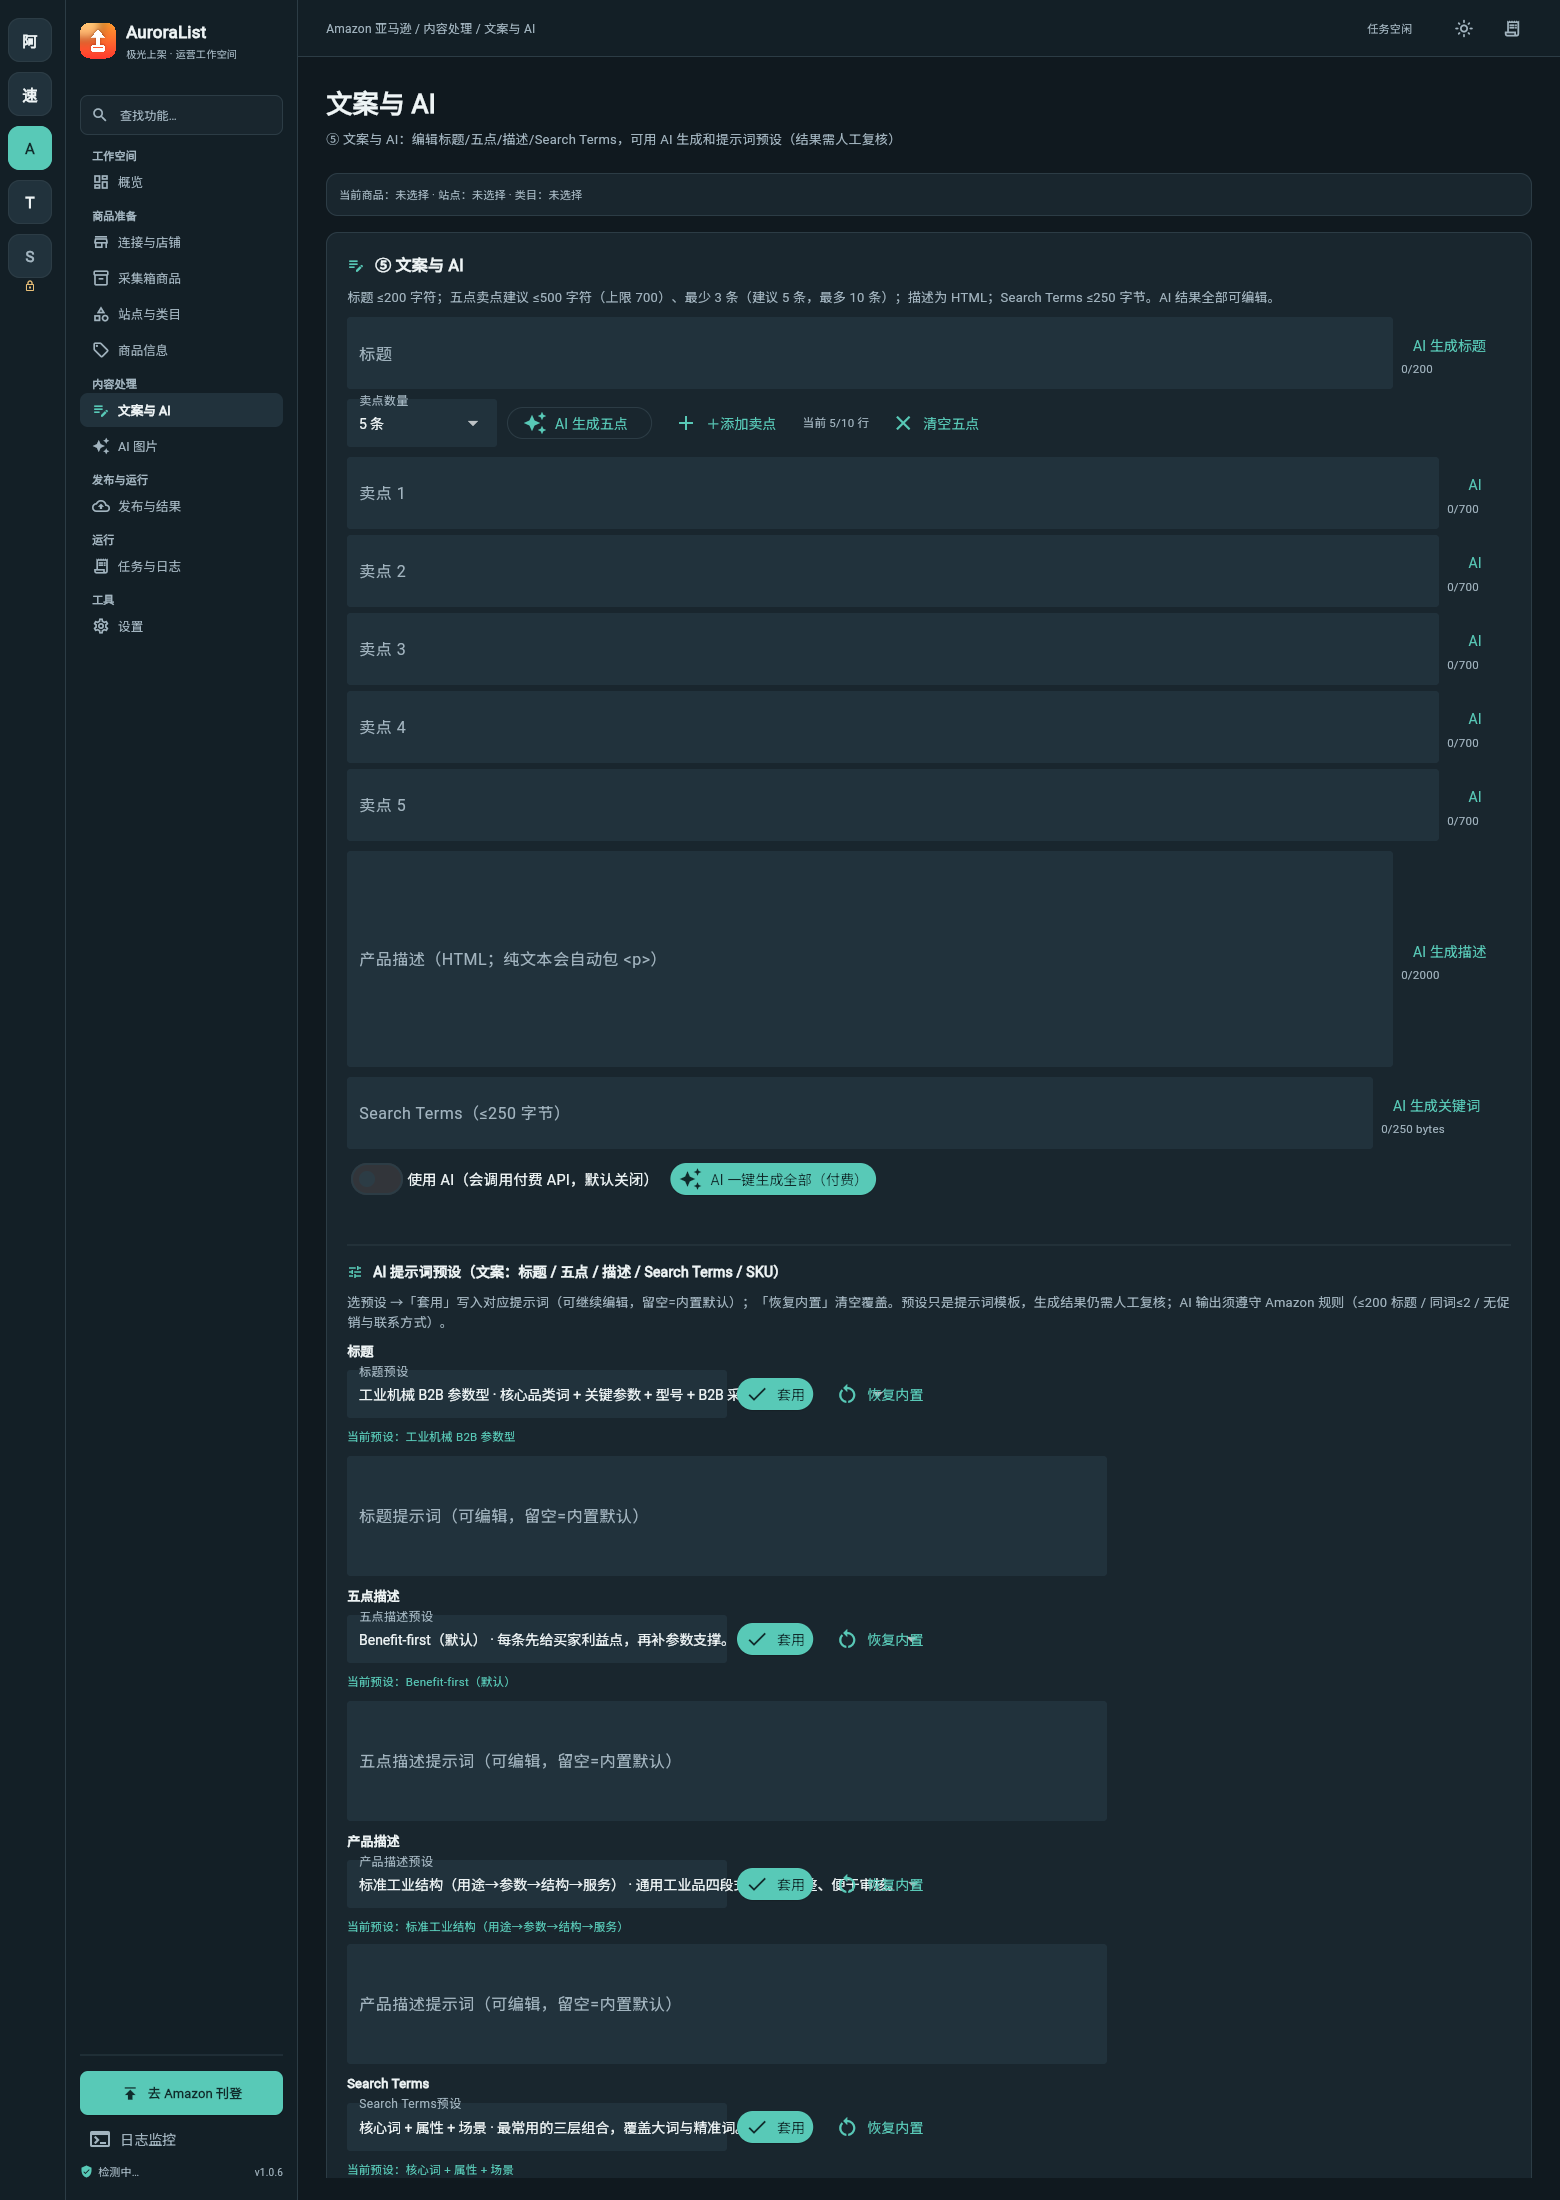 阿
速
A
T
S
AuroraList
极光上架 · 运营工作空间
查找功能…
工作空间
概览
商品准备
连接与店铺
采集箱商品
站点与类目
商品信息
内容处理
文案与 AI
AI 图片
发布与运行
发布与结果
运行
任务与日志
工具
设置
去 Amazon 刊登
日志监控
检测中…
v1.0.6
Amazon 亚马逊 / 内容处理 / 文案与 AI
任务空闲
文案与 AI
⑤ 文案与 AI：编辑标题/五点/描述/Search Terms，可用 AI 生成和提示词预设（结果需人工复核）
当前商品：未选择 · 站点：未选择 · 类目：未选择
⑤ 文案与 AI
标题 ≤200 字符；五点卖点建议 ≤500 字符（上限 700）、最少 3 条（建议 5 条，最多 10 条）；描述为 HTML；Search Terms ≤250 字节。AI 结果全部可编辑。
标题
AI 生成标题
0/200
卖点数量
5 条
AI 生成五点
＋添加卖点
当前 5/10 行
清空五点
卖点 1
AI
0/700
卖点 2
AI
0/700
卖点 3
AI
0/700
卖点 4
AI
0/700
卖点 5
AI
0/700
产品描述（HTML；纯文本会自动包 <p>）
AI 生成描述
0/2000
Search Terms（≤250 字节）
AI 生成关键词
0/250 bytes
使用 AI（会调用付费 API，默认关闭）
AI 一键生成全部（付费）
AI 提示词预设（文案：标题 / 五点 / 描述 / Search Terms / SKU）
选预设 →「套用」写入对应提示词（可继续编辑，留空=内置默认）；「恢复内置」清空覆盖。预设只是提示词模板，生成结果仍需人工复核；AI 输出须遵守 Amazon 规则（≤200 标题 / 同词≤2 / 无促
销与联系方式）。
标题
标题预设
工业机械 B2B 参数型 · 核心品类词 + 关键参数 + 型号 + B2B 采
套用
恢复内置
当前预设：工业机械 B2B 参数型
标题提示词（可编辑，留空=内置默认）
五点描述
五点描述预设
Benefit-first（默认） · 每条先给买家利益点，再补参数支撑。
套用
恢复内置
当前预设：Benefit-first（默认）
五点描述提示词（可编辑，留空=内置默认）
产品描述
产品描述预设
标准工业结构（用途→参数→结构→服务） · 通用工业品四段
套用
、便于审核。
恢复内置
当前预设：标准工业结构（用途→参数→结构→服务）
产品描述提示词（可编辑，留空=内置默认）
Search Terms
Search Terms预设
核心词 + 属性 + 场景 · 最常用的三层组合，覆盖大词与精准词。
套用
恢复内置
当前预设：核心词 + 属性 + 场景